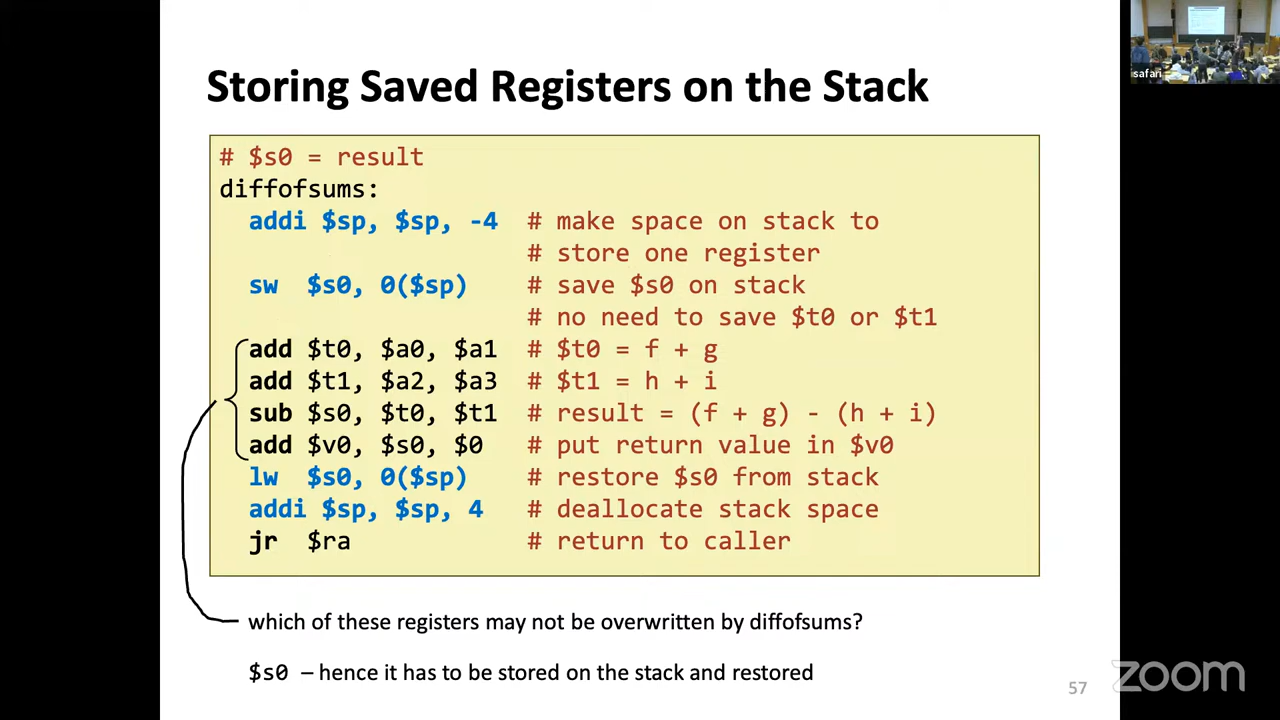 Storing Saved Registers on the Stack
# $s0 = result
diffofsums:
addi $sp, $sp, -4 # make space on stack to
# store one register
sw $s0, 0($sp) # save $s0 on stack
# no need to save $t0 or $t1
add $t0, $a0, $a1 # $t0 = f + g
add $t1, $a2, $a3 # $t1 = h + i
sub $s0, $t0, $t1 # result = (f + g) - (h + i)
add $v0, $s0, $0 # put return value in $v0
lw $s0, 0($sp) # restore $s0 from stack
addi $sp, $sp, 4 # deallocate stack space
jr $ra # return to caller
which of these registers may not be overwritten by diffofsums?
$s0 – hence it has to be stored on the stack and restored
57
zoom
safari